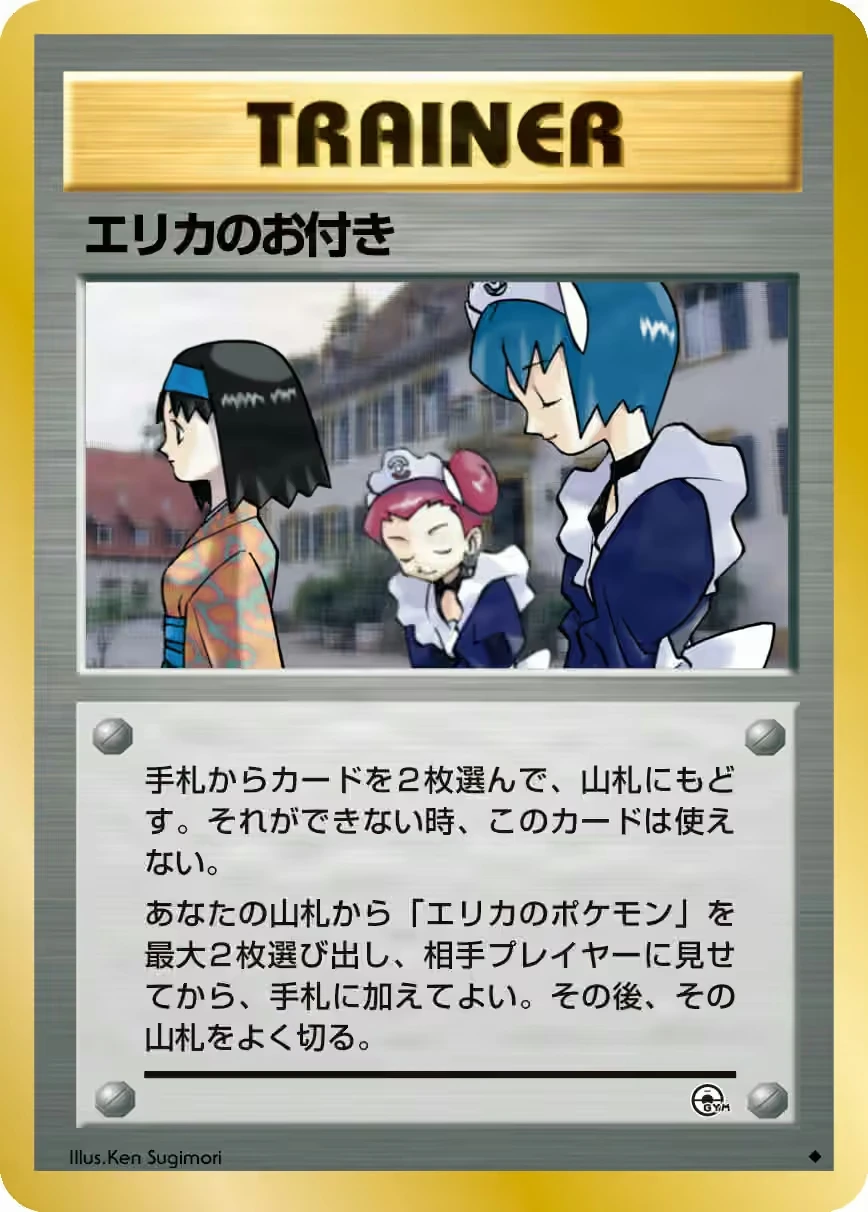 TRAINER
エリカのお付き
手札からカードを２枚選んで、山札にもど
す。それができない時、このカードは使え
ない。
あなたの山札から「エリカのポケモン」を
最大２枚選び出し、相手プレイヤーに見せ
てから、手札に加えてよい。その後、その
山札をよく切る。
GYM
Illus.Ken Sugimori